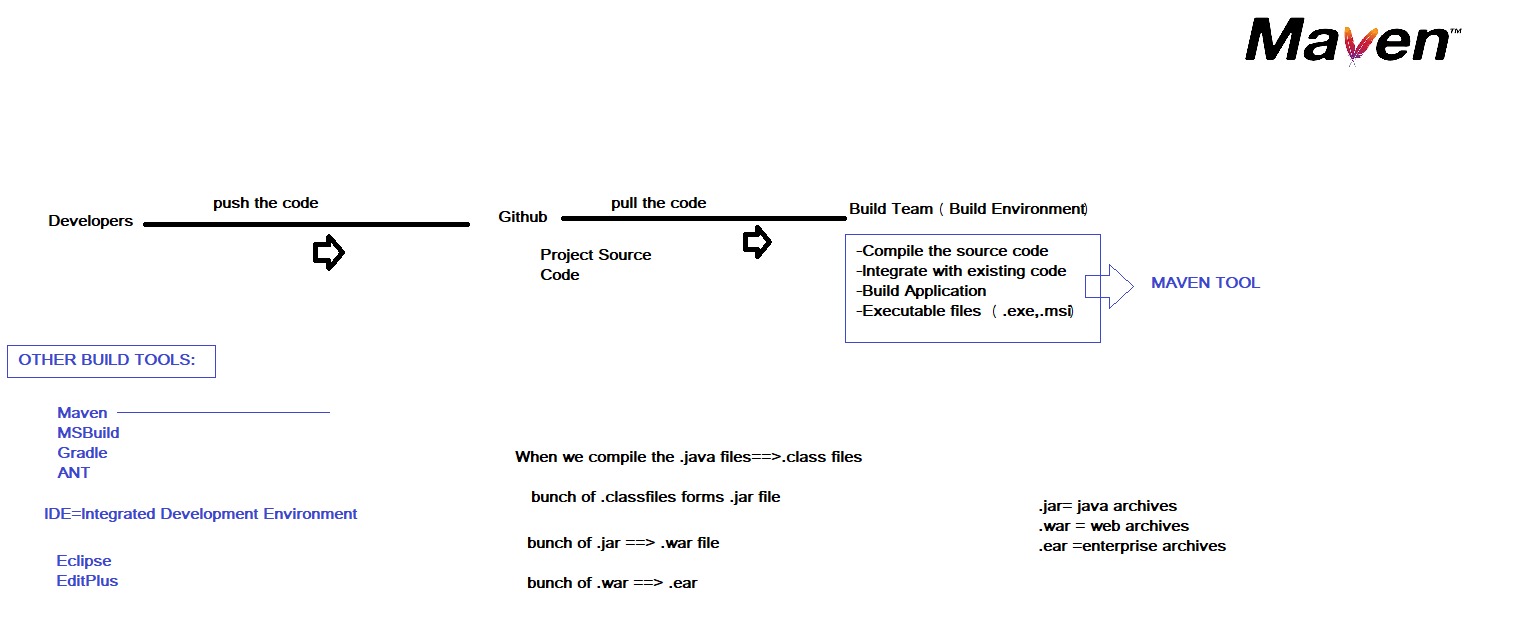 Maven™
push the code
pull the code
Developers
Github
Build Team ( Build Environment)
Project Source
Code
-Compile the source code
-Integrate with existing code
-Build Application
-Executable files ( .exe,.msi)
MAVEN TOOL
OTHER BUILD TOOLS:
Maven
MSBuild
Gradle
ANT
IDE=Integrated Development Environment
Eclipse
EditPlus
When we compile the .java files==>.class files
bunch of .classfiles forms .jar file
bunch of .jar ==> .war file
bunch of .war ==> .ear
.jar= java archives
.war = web archives
.ear =enterprise archives